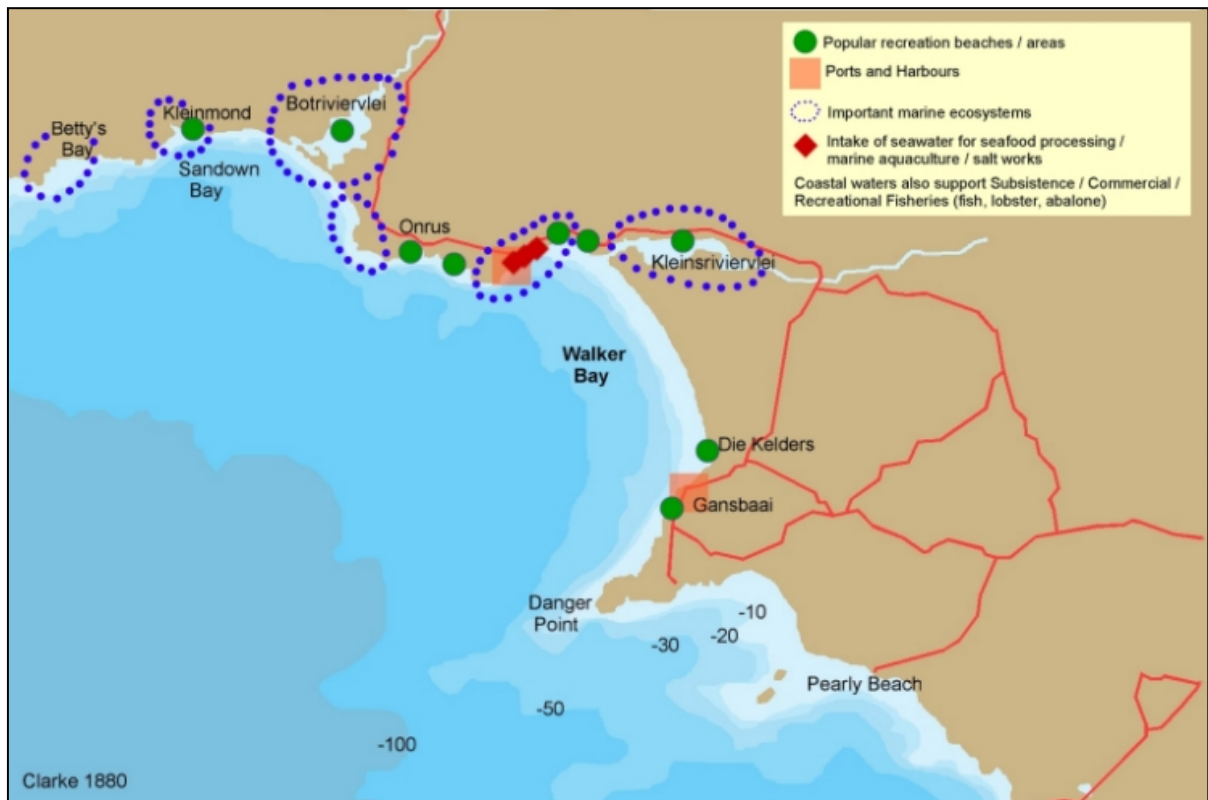 Popular recreation beaches / areas
Ports and Harbours
Important marine ecosystems
Intake of seawater for seafood processing /
marine aquaculture / salt works
Coastal waters also support Subsistence / Commercial /
Recreational Fisheries (fish, lobster, abalone)
Botriviervlei
Kleinmond
Betty's
Bay
Sandown
Bay
Onrus
Kleinsriviervlei
Walker
Bay
Die Kelders
Gansbaai
Danger
Point
-10
-20
-30
Pearly Beach
-50
-100
Clarke 1880